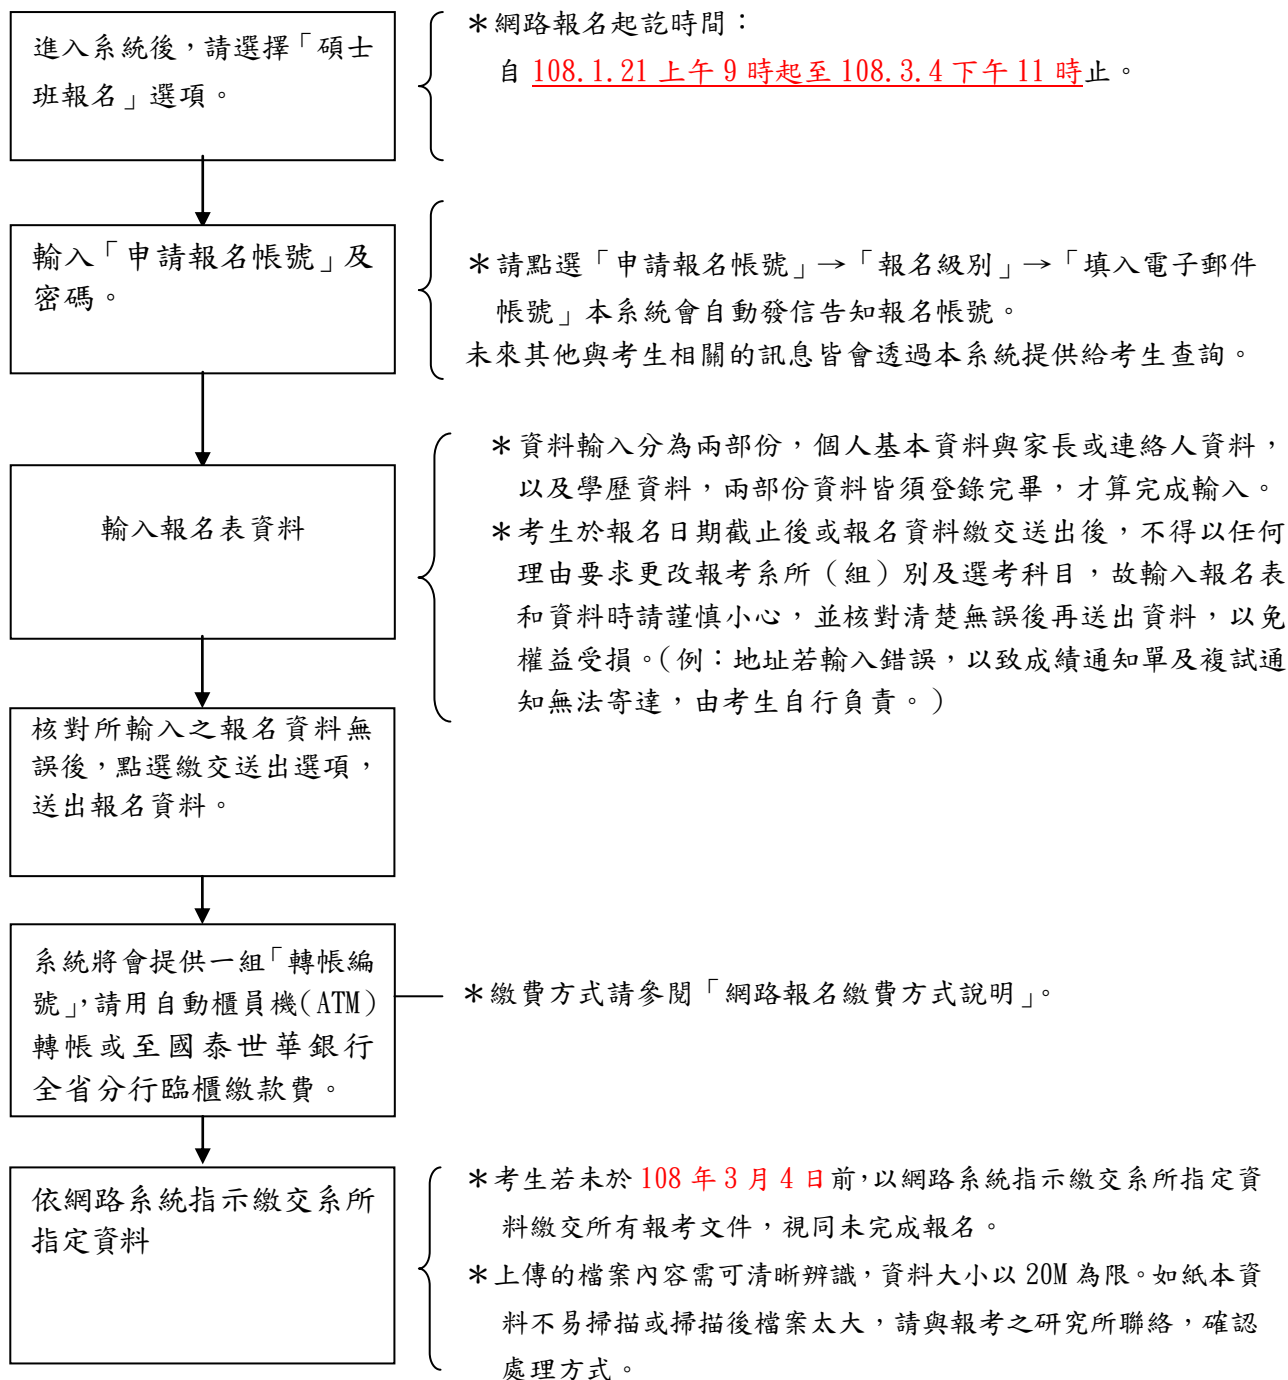 進入系統後，請選擇「碩士
班報名」選項。
＊網路報名起訖時間：
自 108.1.21 上午 9 時起至 108.3.4 下午 11 時止。
輸入「申請報名帳號」及
密碼。
＊請點選「申請報名帳號」→「報名級別」→「填入電子郵件
帳號」本系統會自動發信告知報名帳號。
未來其他與考生相關的訊息皆會透過本系統提供給考生查詢。
輸入報名表資料
＊資料輸入分為兩部份，個人基本資料與家長或連絡人資料，
以及學歷資料，兩部份資料皆須登錄完畢，才算完成輸入。
＊考生於報名日期截止後或報名資料繳交送出後，不得以任何
理由要求更改報考系所（組）別及選考科目，故輸入報名表
和資料時請謹慎小心，並核對清楚無誤後再送出資料，以免
權益受損。（例：地址若輸入錯誤，以致成績通知單及複試通
知無法寄達，由考生自行負責。）
核對所輸入之報名資料無
誤後，點選繳交送出選項，
送出報名資料。
系統將會提供一組「轉帳編
號」，請用自動櫃員機（ATM）
轉帳或至國泰世華銀行
全省分行臨櫃繳款費。
＊繳費方式請參閱「網路報名繳費方式說明」。
依網路系統指示繳交系所
指定資料
＊考生若未於 108 年 3 月 4 日前，以網路系統指示繳交系所指定資
料繳交所有報考文件，視同未完成報名。
＊上傳的檔案內容需可清晰辨識，資料大小以 20M 為限。如紙本資
料不易掃描或掃描後檔案太大，請與報考之研究所聯絡，確認
處理方式。